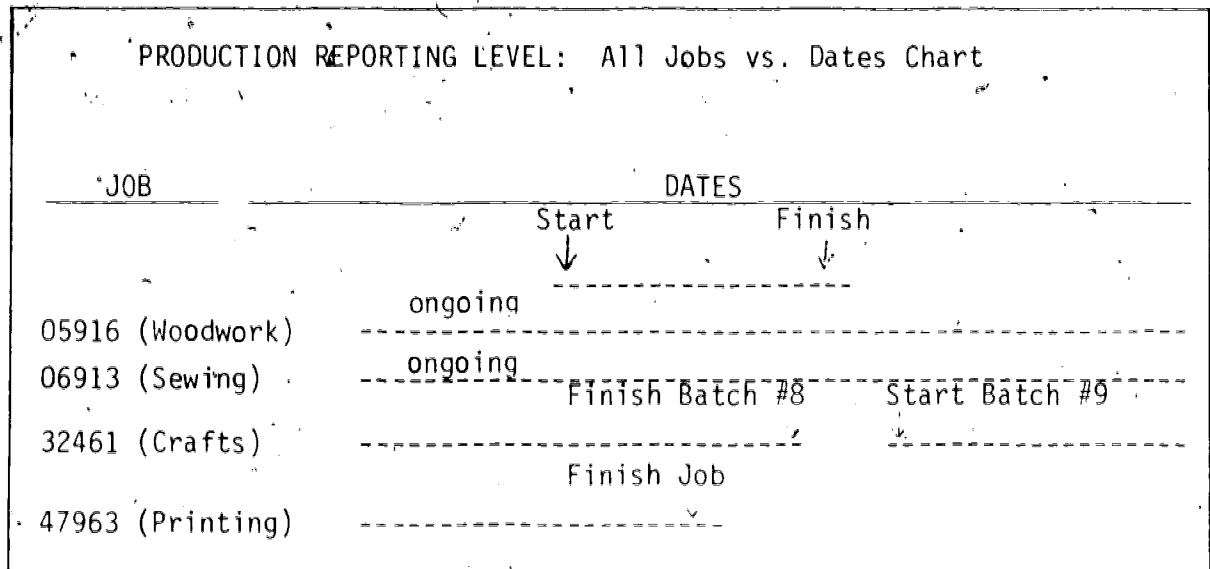 PRODUCTION REPORTING LEVEL: All Jobs vs. Dates Chart
JOB DATES
Start Finish
ongoing
05916 (Woodwork)
ongoing
06913 (Sewing)
Finish Batch #8 Start Batch #9
32461 (Crafts)
Finish Job
47963 (Printing)